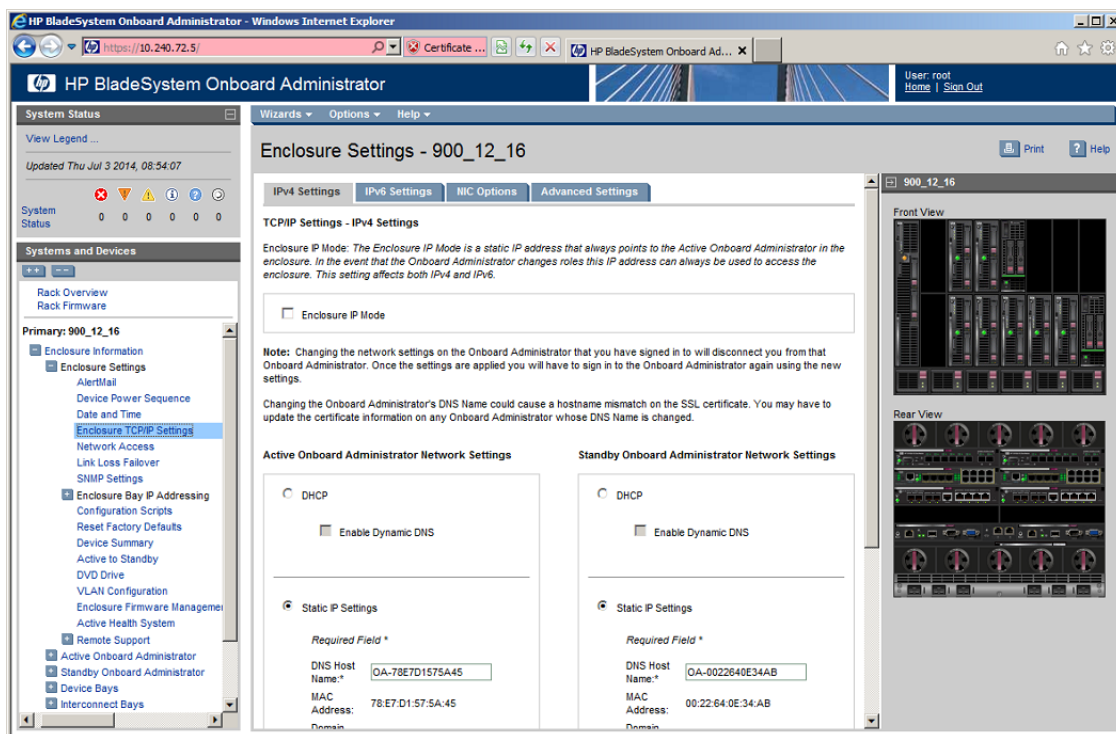 HP BladeSystem Onboard Administrator - Windows Internet Explorer
https://10.240.72.5/
Certificate ...
HP BladeSystem Onboard Ad...
HP BladeSystem Onboard Administrator
User: root
Home | Sign Out
System Status
View Legend ...
Updated Thu Jul 3 2014, 08:54:07
System Status 0 0 0 0 0 0
Systems and Devices
Rack Overview
Rack Firmware
Primary: 900_12_16
Enclosure Information
Enclosure Settings
AlertMail
Device Power Sequence
Date and Time
Enclosure TCP/IP Settings
Network Access
Link Loss Failover
SNMP Settings
Enclosure Bay IP Addressing
Configuration Scripts
Reset Factory Defaults
Device Summary
Active to Standby
DVD Drive
VLAN Configuration
Enclosure Firmware Managemen
Active Health System
Remote Support
Active Onboard Administrator
Standby Onboard Administrator
Device Bays
Interconnect Bays
Wizards Options Help
Enclosure Settings - 900_12_16
Print Help
IPv4 Settings IPv6 Settings NIC Options Advanced Settings
TCP/IP Settings - IPv4 Settings
Enclosure IP Mode: The Enclosure IP Mode is a static IP address that always points to the Active Onboard Administrator in the
enclosure. In the event that the Onboard Administrator changes roles this IP address can always be used to access the
enclosure. This setting affects both IPv4 and IPv6.
Enclosure IP Mode
Note: Changing the network settings on the Onboard Administrator that you have signed in to will disconnect you from that
Onboard Administrator. Once the settings are applied you will have to sign in to the Onboard Administrator again using the new
settings.
Changing the Onboard Administrator's DNS Name could cause a hostname mismatch on the SSL certificate. You may have to
update the certificate information on any Onboard Administrator whose DNS Name is changed.
Active Onboard Administrator Network Settings
DHCP
Enable Dynamic DNS
Static IP Settings
Required Field *
DNS Host
Name:* OA-78E7D1575A45
MAC
Address: 78:E7:D1:57:5A:45
Domain
Standby Onboard Administrator Network Settings
DHCP
Enable Dynamic DNS
Static IP Settings
Required Field *
DNS Host
Name:* OA-0022640E34AB
MAC
Address: 00:22:64:0E:34:AB
Domain
900_12_16
Front View
Rear View